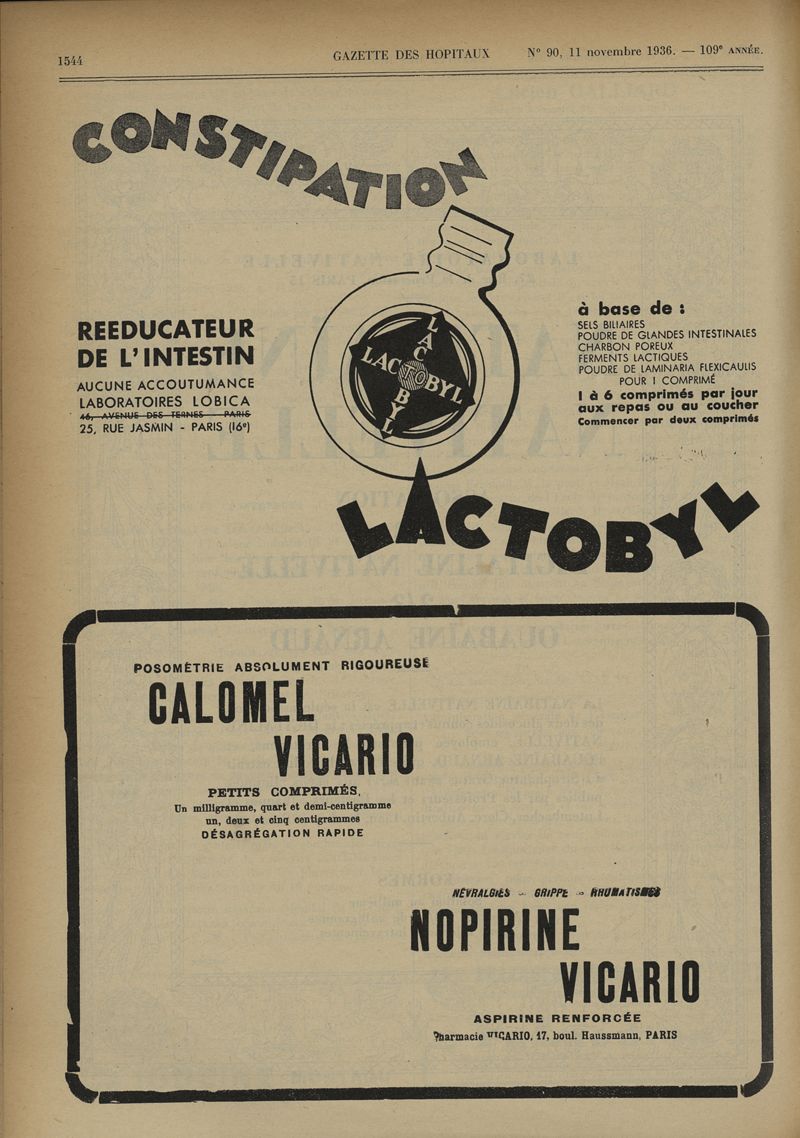 1544
GAZETTE DES HOPITAUX
N° 90, 11 novembre 1936. — 109e ANNÉE.
CONSTIPATION
REEDUCATEUR
DE L'INTESTIN
AUCUNE ACCOUTUMANCE
LABORATOIRES LOBICA
46, AVENUE DES TERNES - PARIS
25, RUE JASMIN - PARIS (16e)
LACTOBYL
LACTOBYL
à base de :
SELS BILIAIRES
POUDRE DE GLANDES INTESTINALES
CHARBON POREUX
FERMENTS LACTIQUES
POUDRE DE LAMINARIA FLEXICAULIS
POUR 1 COMPRIMÉ
1 à 6 comprimés par jour
aux repas ou au coucher
Commencer par deux comprimés
LACTOBYL
POSOMÉTRIE ABSOLUMENT RIGOUREUSE
CALOMEL
VICARIO
PETITS COMPRIMÉS,
Un milligramme, quart et demi-centigramme
un, deux et cinq centigrammes
DÉSAGRÉGATION RAPIDE
NÉVRALGIES - GRIPPE - RHUMATISMES
NOPIRINE
VICARIO
ASPIRINE RENFORCÉE
Pharmacie VICARIO, 17, boul. Haussmann, PARIS